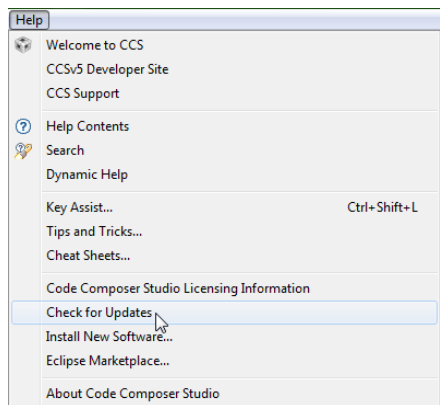 Help
Welcome to CCS
CCSv5 Developer Site
CCS Support
Help Contents
Search
Dynamic Help
Key Assist... Ctrl+Shift+L
Tips and Tricks...
Cheat Sheets...
Code Composer Studio Licensing Information
Check for Updates
Install New Software...
Eclipse Marketplace...
About Code Composer Studio